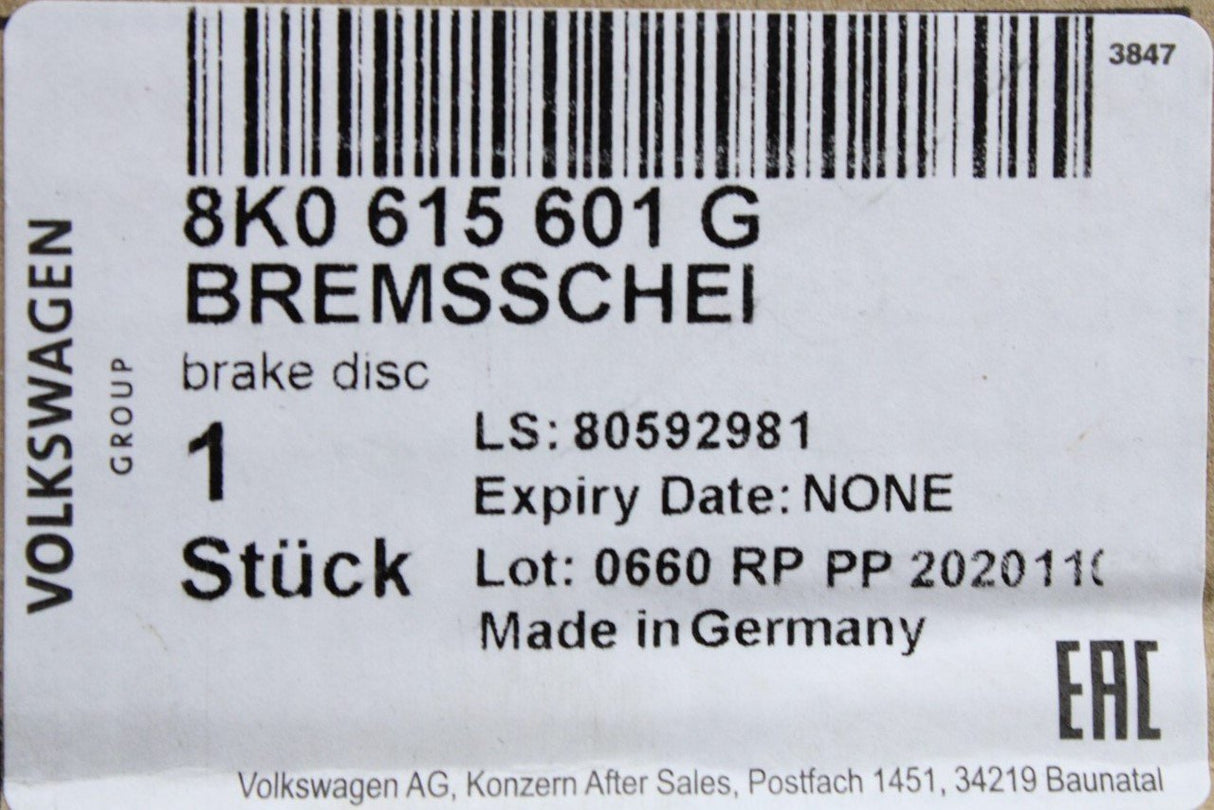 3847
8K0 615 601 G
BREMSSCHEI
brake disc
1
Stück
LS: 80592981
Expiry Date: NONE
Lot: 0660 RP PP 2020110
Made in Germany
VOLKSWAGEN
GROUP
EAC
Volkswagen AG, Konzern After Sales, Postfach 1451, 34219 Baunatal